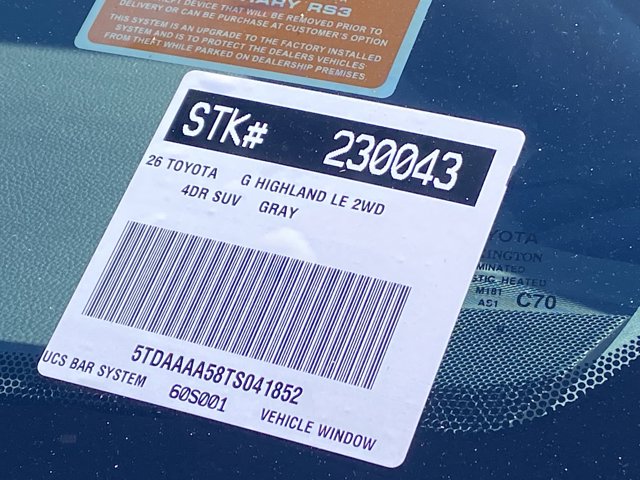 DEVICE THAT WILL BE REMOVED PRIOR TO
DELIVERY OR CAN BE PURCHASE AT CUSTOMER'S OPTION
RS3
THIS SYSTEM IS AN UPGRADE TO THE FACTORY INSTALLED
SYSTEM AND IS TO PROTECT THE DEALERS VEHICLES
FROM THEFT WHILE PARKED ON DEALERSHIP PREMISES
STK# 230043
26 TOYOTA G HIGHLAND LE 2WD
4DR SUV GRAY
5TDAAAA58TS041852
UCS BAR SYSTEM 60S001 VEHICLE WINDOW
M181
AS1 C70